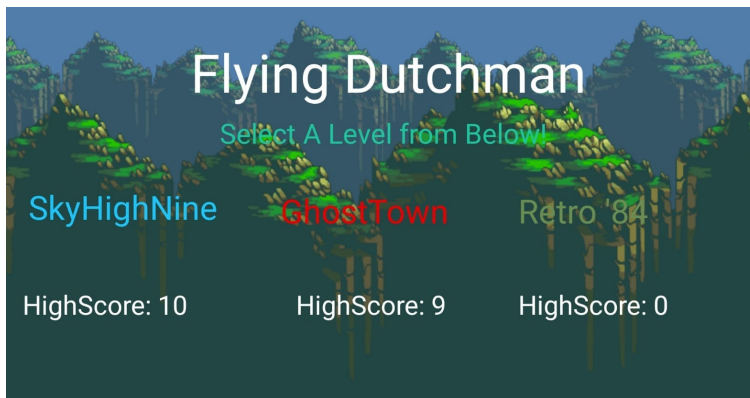 Flying Dutchman
Select A Level from Below!
SkyHighNine GhostTown Retro '84
HighScore: 10 HighScore: 9 HighScore: 0